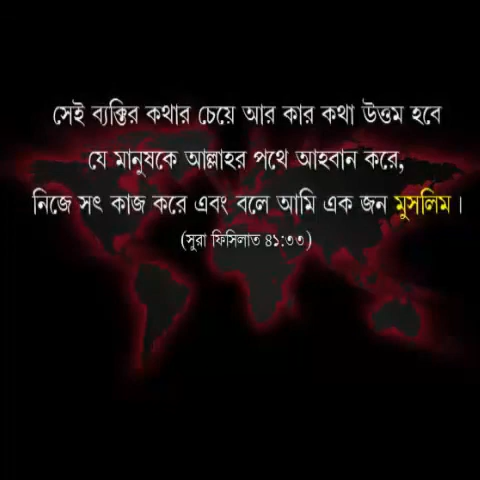 সেই ব্যক্তির কথার চেয়ে আর কার কথা উত্তম হবে
যে মানুষকে আল্লাহর পথে আহবান করে,
নিজে সৎ কাজ করে এবং বলে আমি এক জন মুসলিম।
(সুরা ফিসিলাত ৪১:৩৩)